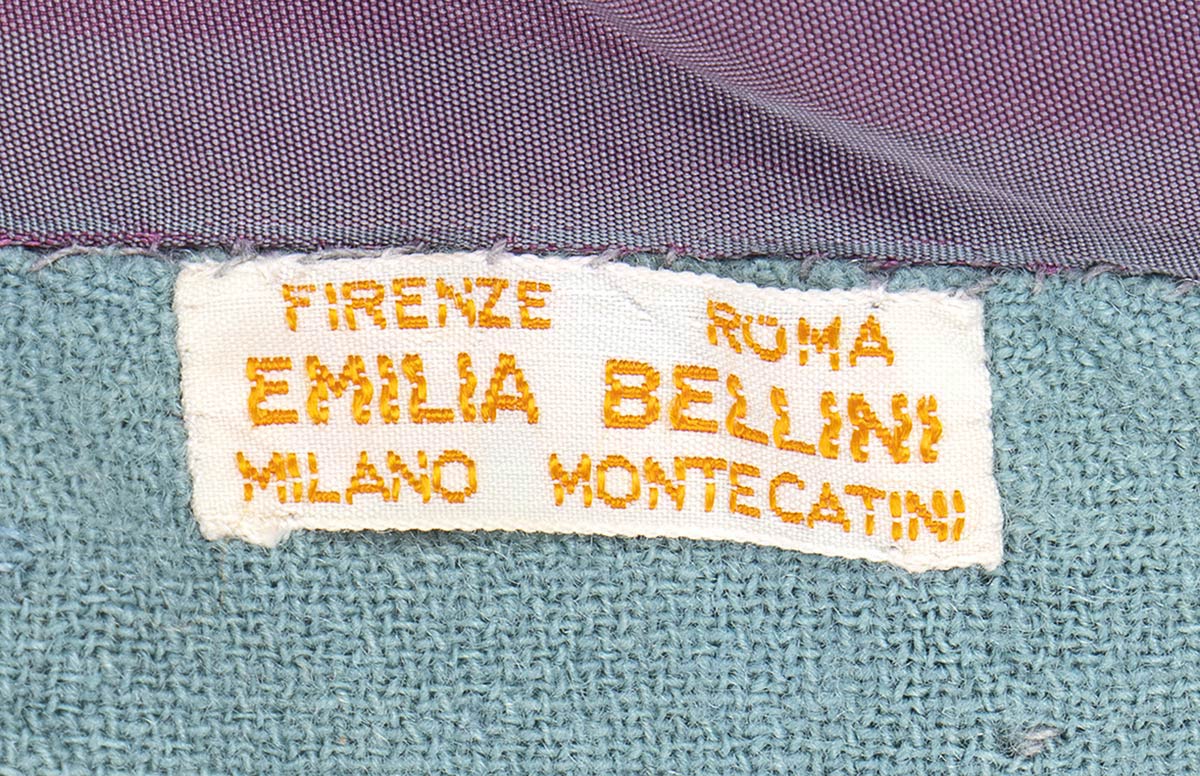 FIRENZE ROMA
EMILIA BELLINI
MILANO MONTECATINI